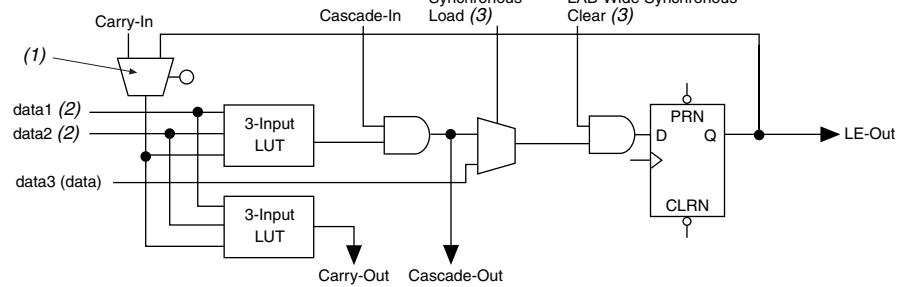 Cascade-In
Load (3)
Clear (3)
Carry-In
(1)
data1 (2)
data2 (2)
3-Input
LUT
data3 (data)
3-Input
LUT
PRN
D
Q
CLRN
LE-Out
Carry-Out
Cascade-Out